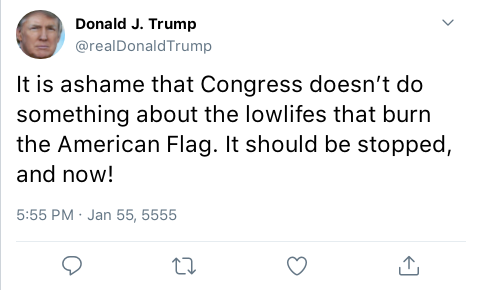 Donald J. Trump
@realDonaldTrump
It is ashame that Congress doesn’t do
something about the lowlifes that burn
the American Flag. It should be stopped,
and now!
5:55 PM · Jan 55, 5555